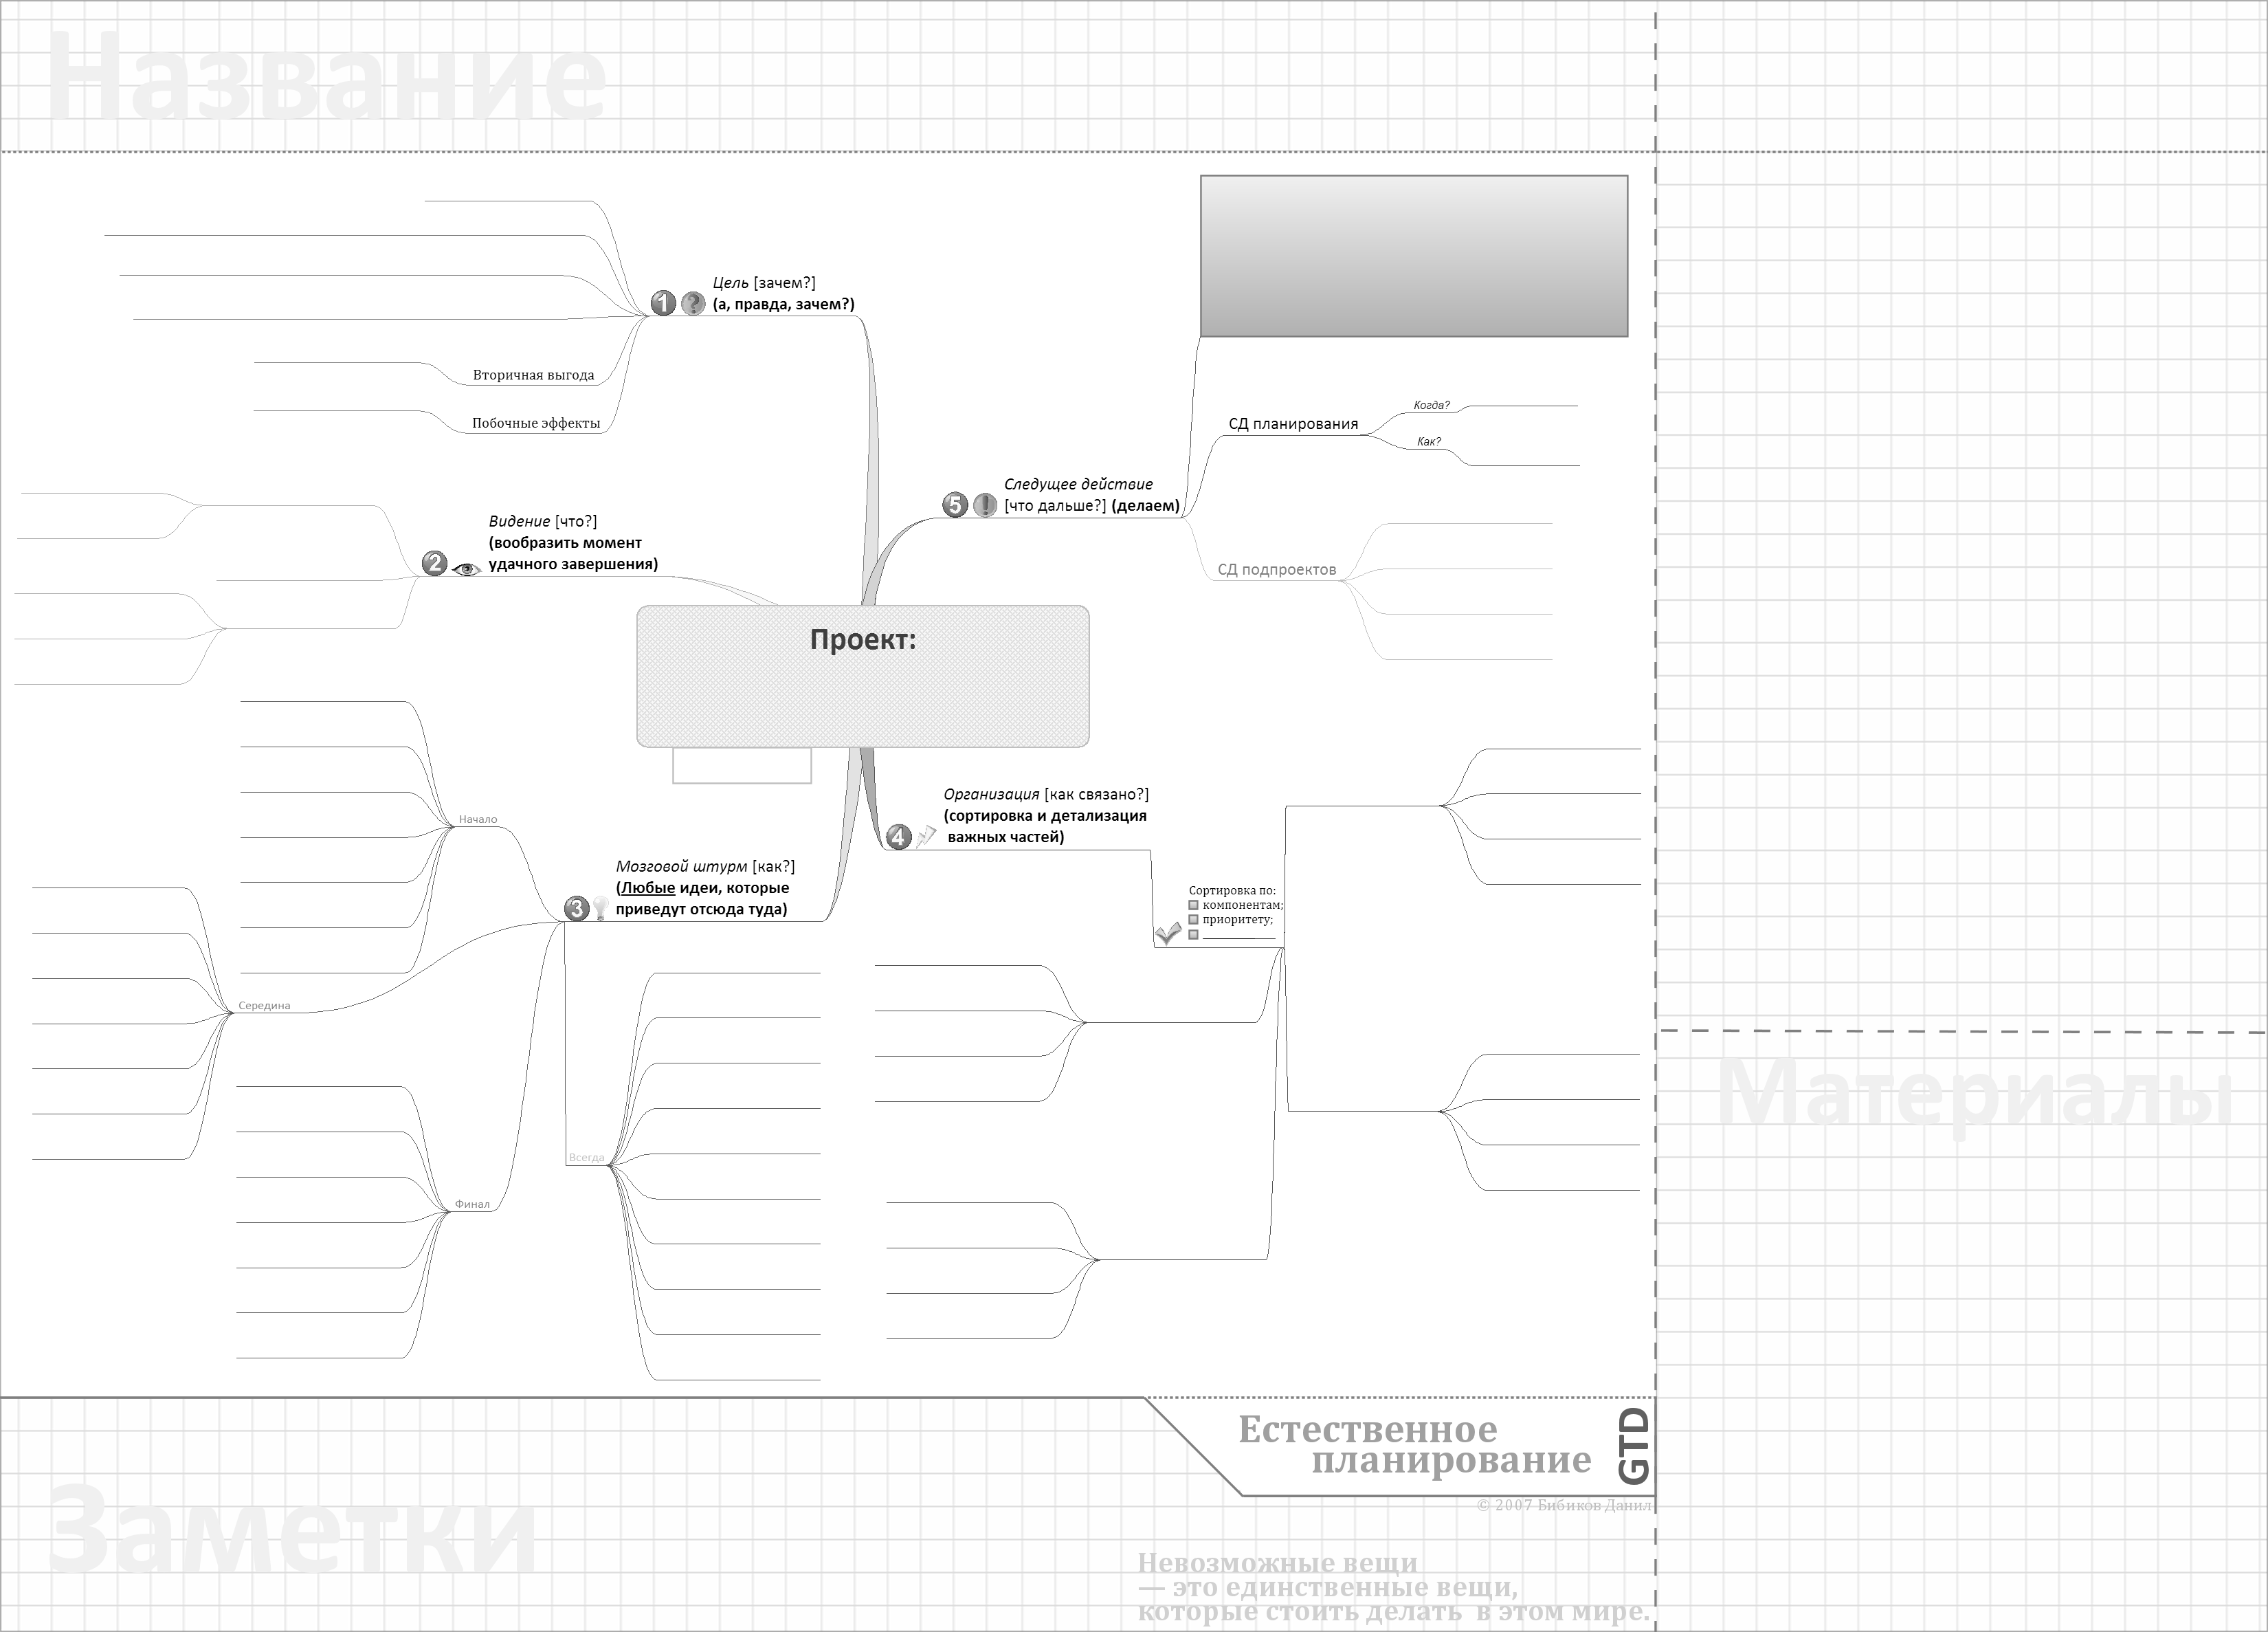 Название
Цель [зачем?]
(а, правда, зачем?)
Вторичная выгода
Побочные эффекты
Видение [что?]
(вообразить момент
удачного завершения)
Проект:
Следущее действие
[что дальше?] (делаем)
СД планирования
Когда?
Как?
СД подпроектов
Мозговой штурм [как?]
(Любые идеи, которые
приведут отсюда туда)
Начало
Середина
Финал
Всегда
Организация [как связано?]
(сортировка и детализация
важных частей)
Сортировка по:
компонентам;
приоритету;
Материалы
Естественное
планирование
GTD
© 2007 Бибиков Данил
Заметки
Невозможные вещи
— это единственные вещи,
которые стоить делать в этом мире.
1
2
3
4
5